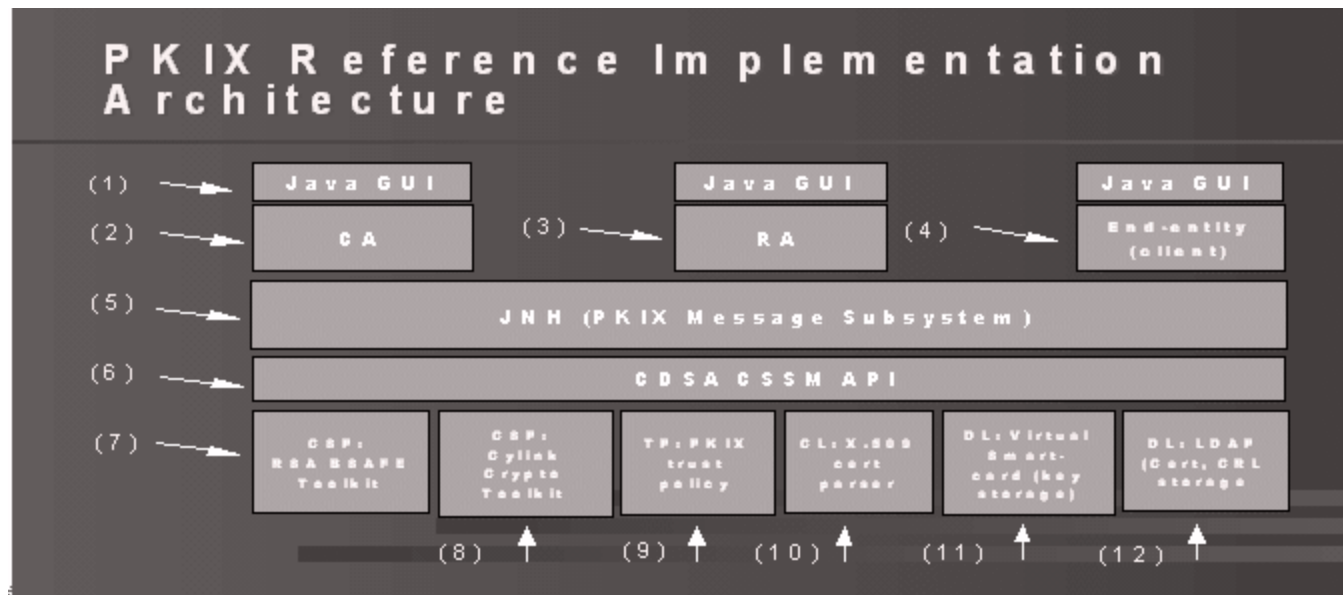 PKIX Reference Implementation
Architecture
(1)
Java GUI
Java GUI
Java GUI
(2)
CA
(3)
RA
(4)
End-entity
(client)
(5)
JNH (PKIX Message Subsystem)
(6)
CDSA CSSM API
(7)
CSP:
RSA BSAFE
Toolkit
CSP:
Cylink
Crypto
Toolkit
TP: PKIX
trust
policy
CL: X.509
cert
parser
DL: Virtual
Smart-
card (key
storage)
DL: LDAP
(Cert, CRL
storage
(8)
(9)
(10)
(11)
(12)